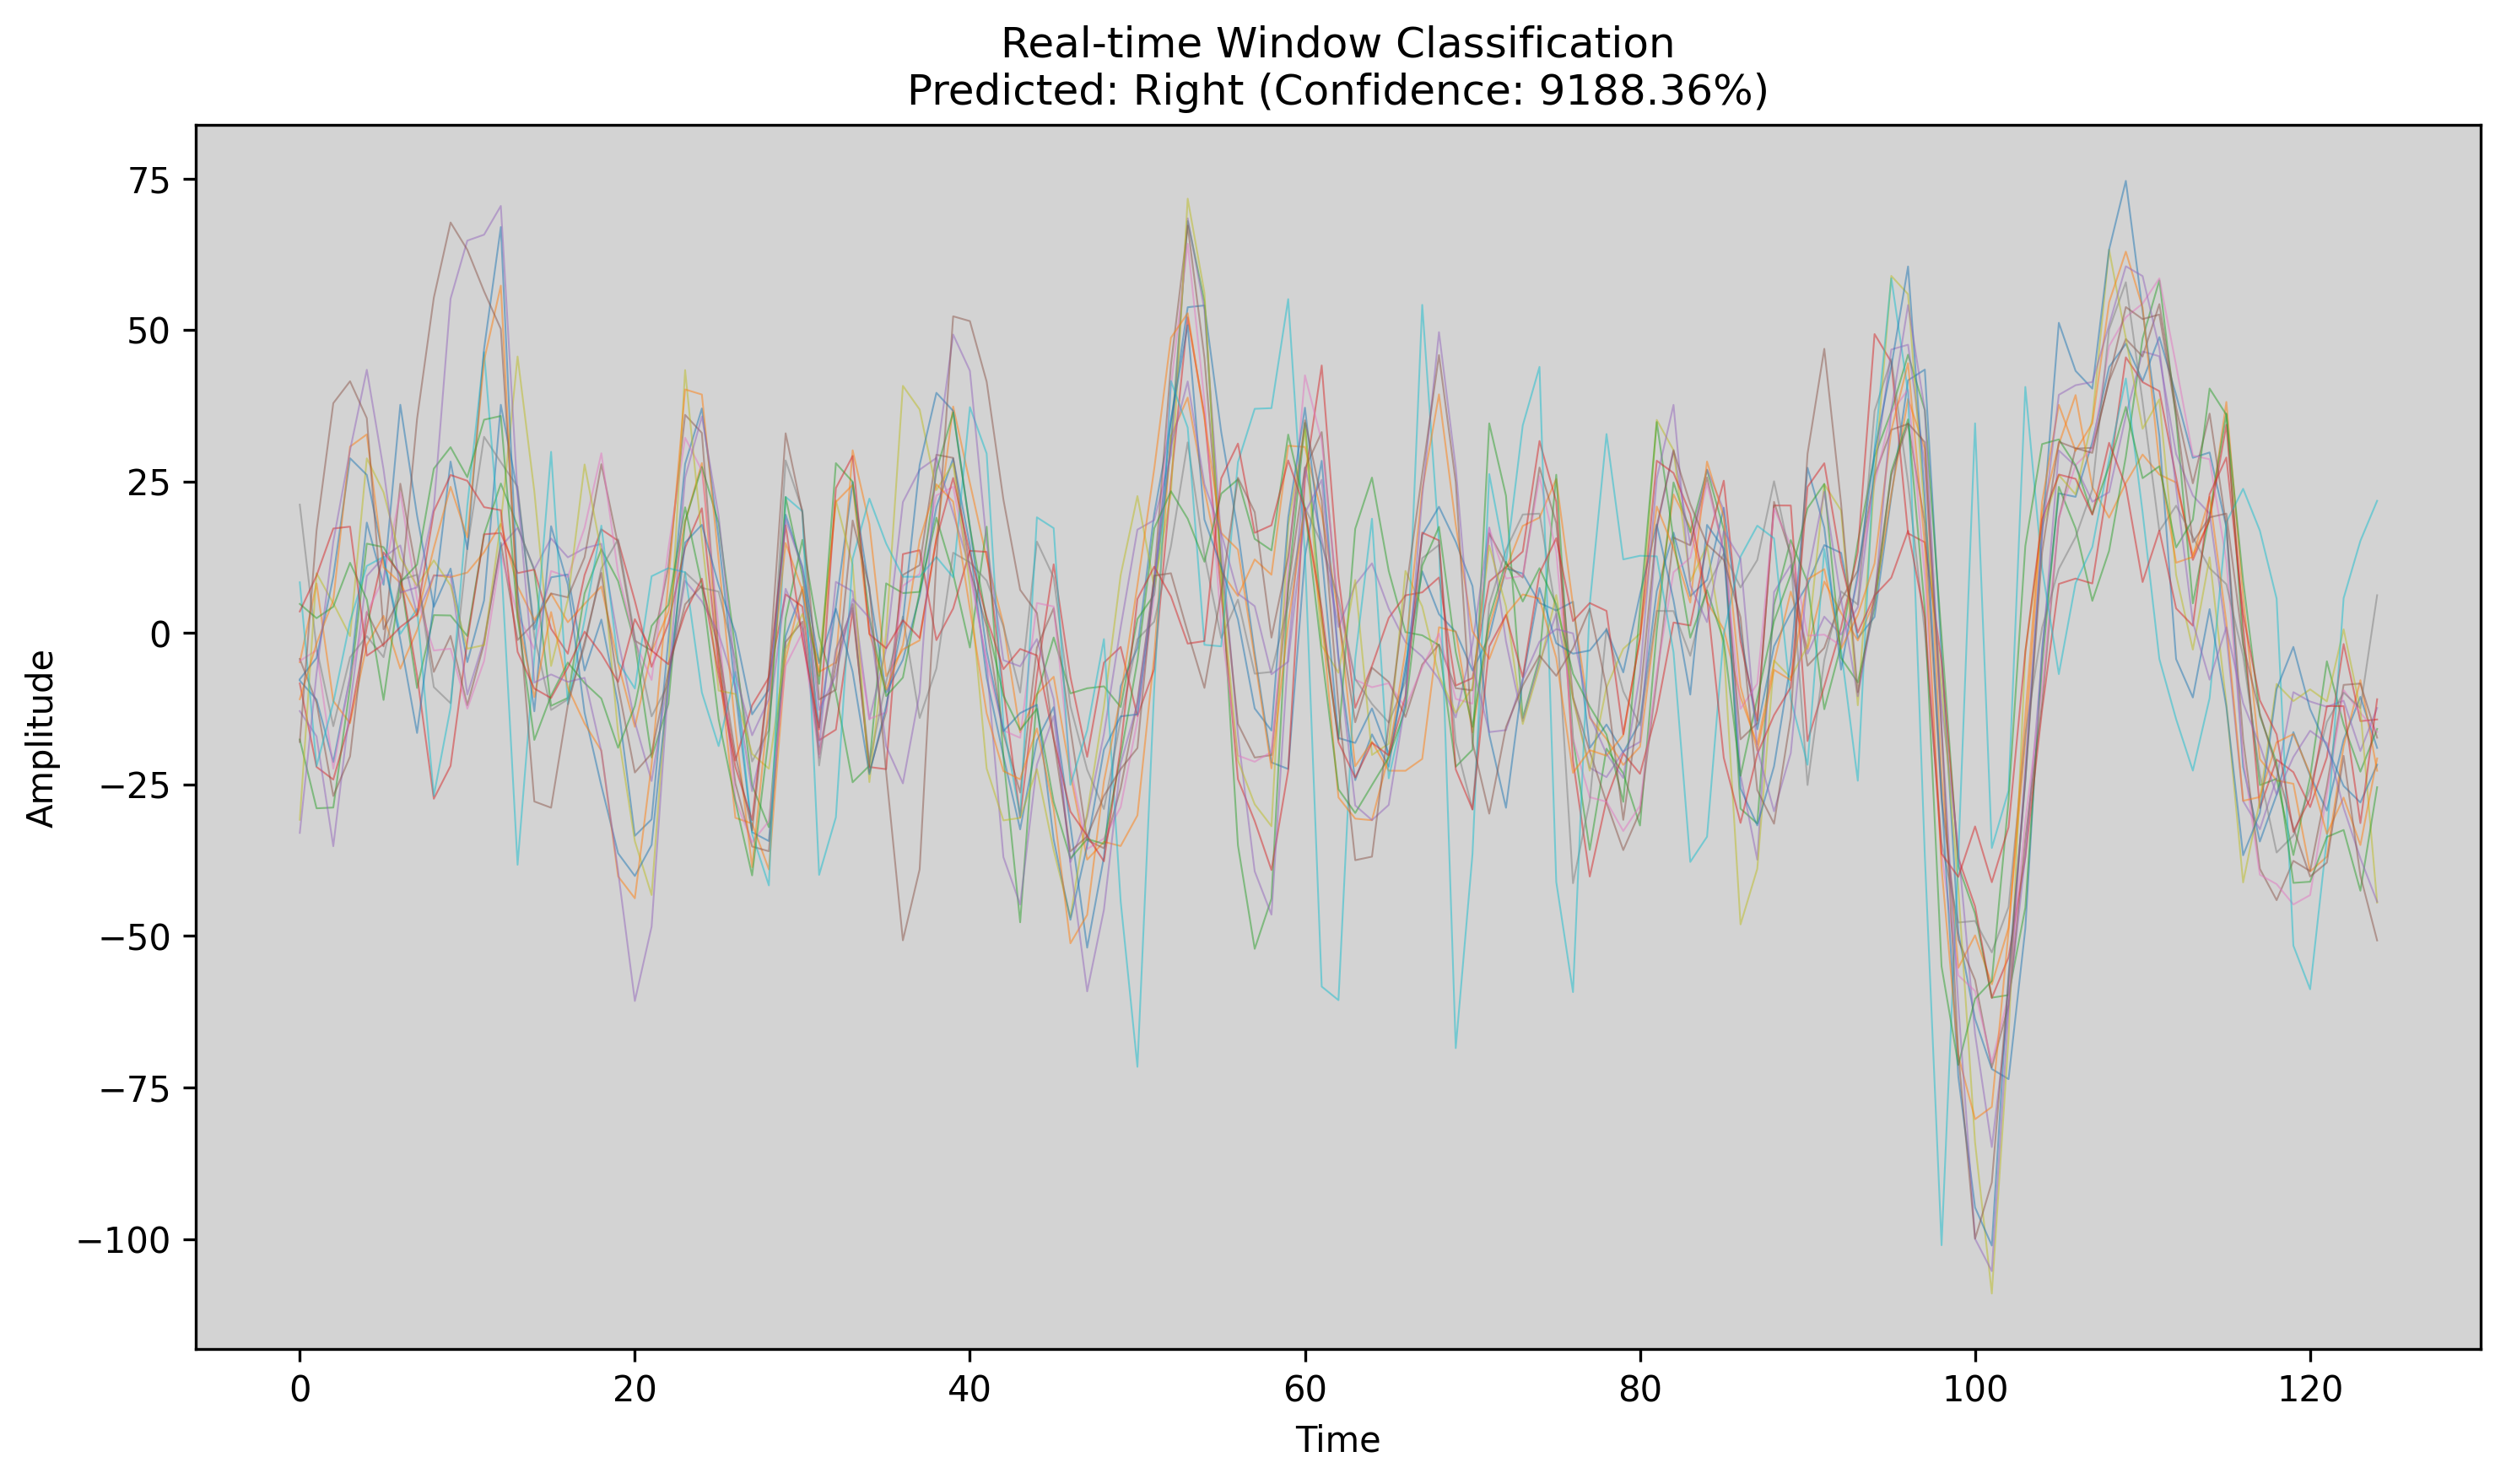 Real-time Window Classification
Predicted: Right (Confidence: 9188.36%)
75
50
25
0
−25
−50
−75
−100
Amplitude
0 20 40 60 80 100 120
Time